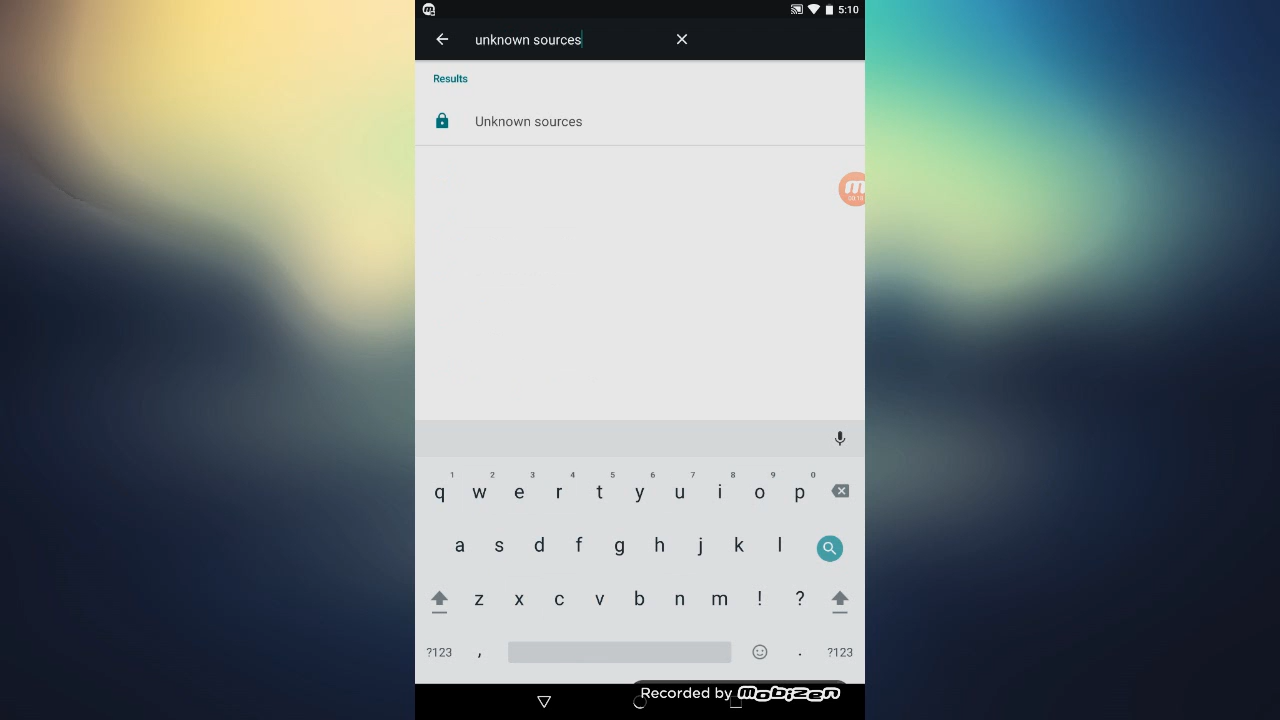 5:10
unknown sources
Results
Unknown sources
1 2 3 4 5 6 7 8 9 0
q w e r t y u i o p
a s d f g h j k l
z x c v b n m ! ?
?123 , . ?123
Recorded by mobizen